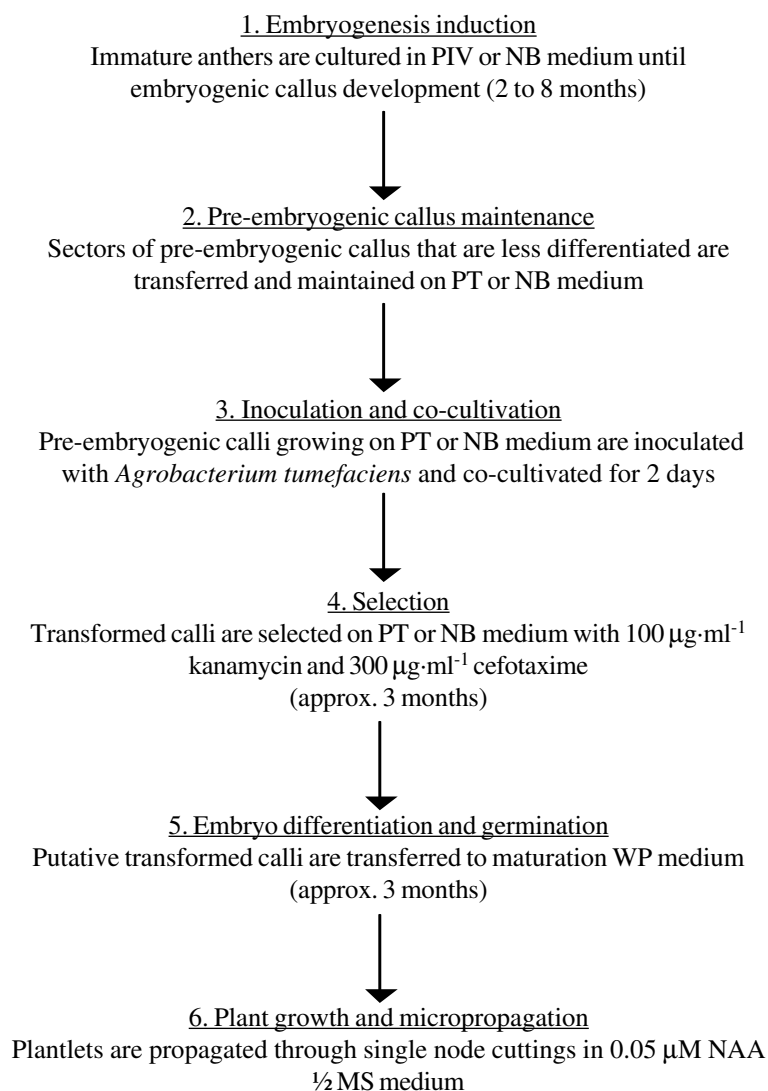 1. Embryogenesis induction
Immature anthers are cultured in PIV or NB medium until
embryogenic callus development (2 to 8 months)
2. Pre-embryogenic callus maintenance
Sectors of pre-embryogenic callus that are less differentiated are
transferred and maintained on PT or NB medium
3. Inoculation and co-cultivation
Pre-embryogenic calli growing on PT or NB medium are inoculated
with Agrobacterium tumefaciens and co-cultivated for 2 days
4. Selection
Transformed calli are selected on PT or NB medium with 100 μg·ml⁻¹
kanamycin and 300 μg·ml⁻¹ cefotaxime
(approx. 3 months)
5. Embryo differentiation and germination
Putative transformed calli are transferred to maturation WP medium
(approx. 3 months)
6. Plant growth and micropropagation
Plantlets are propagated through single node cuttings in 0.05 μM NAA
½ MS medium